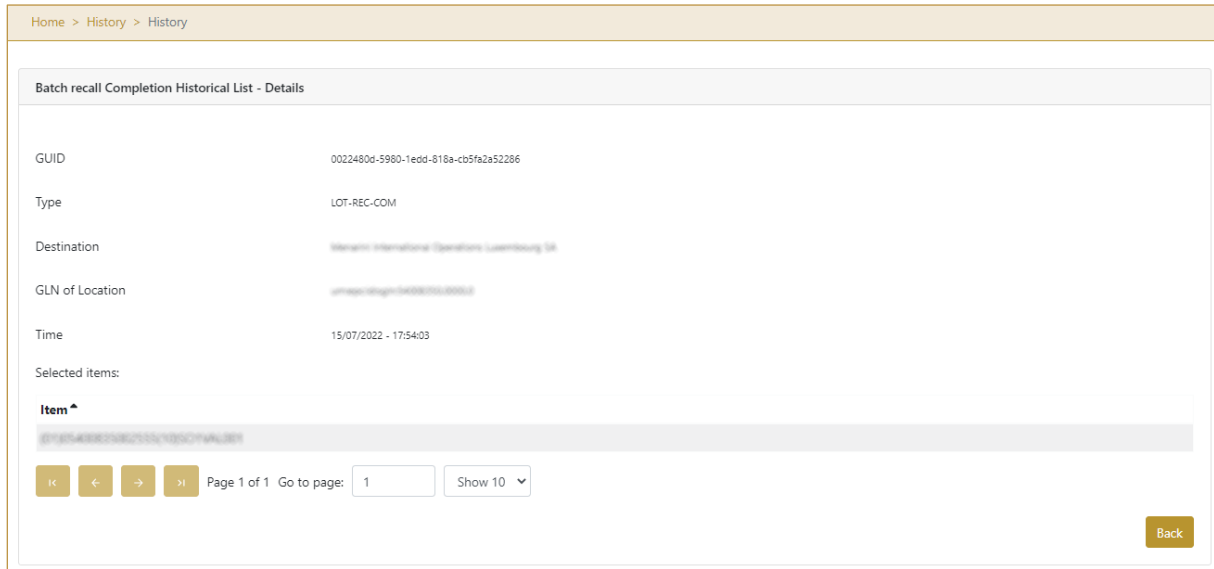 Home > History > History
Batch recall Completion Historical List - Details
GUID 0022480d-5980-1edd-818a-cb5fa2a52286
Type LOT-REC-COM
Destination
GLN of Location
Time 15/07/2022 - 17:54:03
Selected items:
Item
Page 1 of 1 Go to page: 1 Show 10
Back